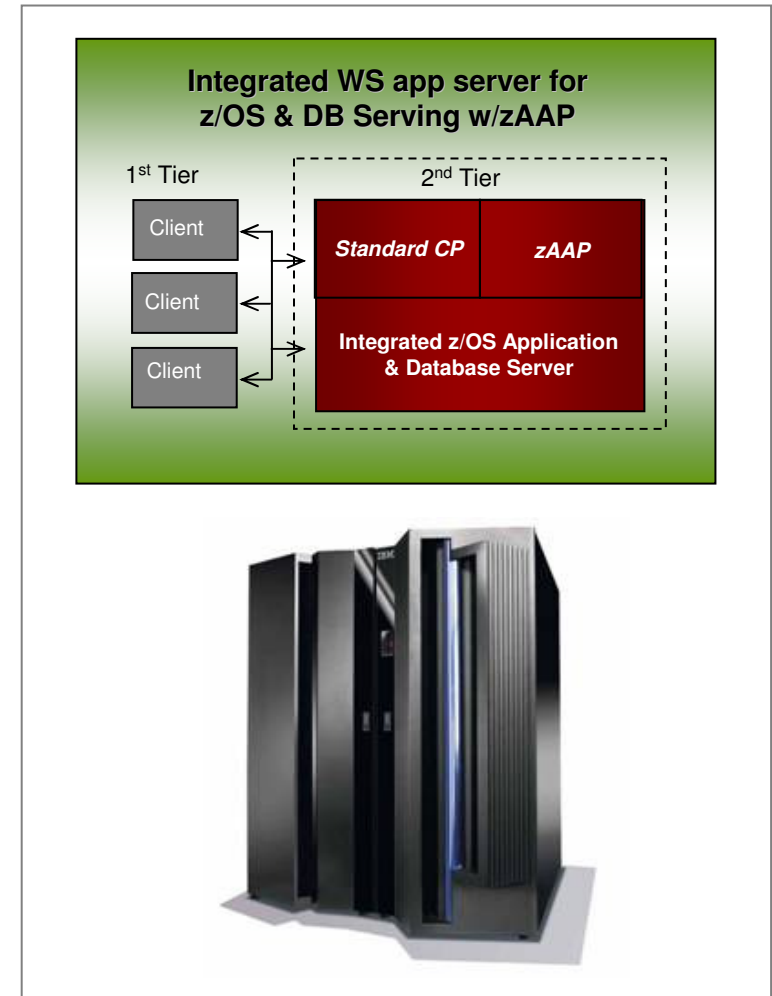 Integrated WS app server for
z/OS & DB Serving w/zAAP
1st Tier
2nd Tier
Client
Client
Client
Standard CP
zAAP
Integrated z/OS Application
& Database Server
IBM